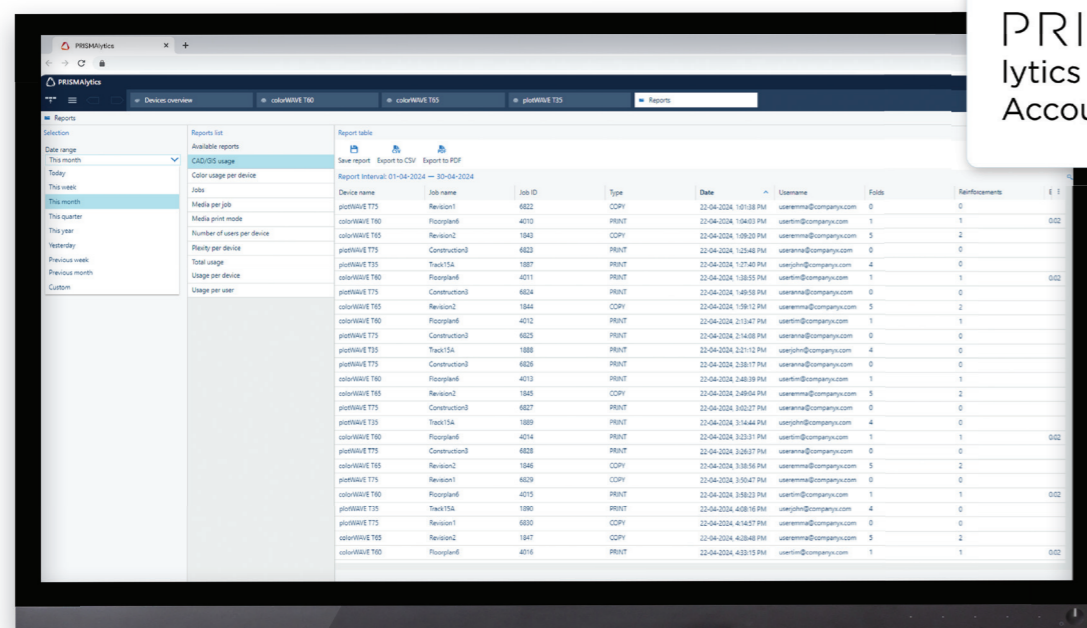 PRI
lytics
Accou
PRISMAlytics × +
PRISMAlytics
Devices overview colorWAVE T60 colorWAVE T65 plotWAVE T35 Reports
Reports
Selection Reports list Report table
Date range Available reports
This month CAD/GIS usage Save report Export to CSV Export to PDF
Today Color usage per device Report Interval: 01-04-2024 — 30-04-2024
This week Jobs
This month Media per job
This quarter Media print mode
This year Number of users per device
Yesterday Plexity per device
Previous week Total usage
Previous month Usage per device
Custom Usage per user
Device name Job name Job ID Type Date Username Folds Reinforcements
plotWAVE T75 Revision1 6822 COPY 22-04-2024, 1:01:38 PM useremma@companyx.com 0 0
colorWAVE T60 Floorplan6 4010 PRINT 22-04-2024, 1:04:03 PM usertim@companyx.com 1 1 0.02
colorWAVE T65 Revision2 1843 COPY 22-04-2024, 1:09:20 PM useremma@companyx.com 5 2
plotWAVE T75 Construction3 6823 PRINT 22-04-2024, 1:25:48 PM useranna@companyx.com 0 0
plotWAVE T35 Track15A 1887 PRINT 22-04-2024, 1:27:40 PM userjohn@companyx.com 4 0
colorWAVE T60 Floorplan6 4011 PRINT 22-04-2024, 1:38:55 PM usertim@companyx.com 1 1 0.02
plotWAVE T75 Construction3 6824 PRINT 22-04-2024, 1:49:58 PM useranna@companyx.com 0 0
colorWAVE T65 Revision2 1844 COPY 22-04-2024, 1:59:12 PM useremma@companyx.com 5 2
colorWAVE T60 Floorplan6 4012 PRINT 22-04-2024, 2:13:47 PM usertim@companyx.com 1 1
plotWAVE T75 Construction3 6825 PRINT 22-04-2024, 2:14:08 PM useranna@companyx.com 0 0
plotWAVE T35 Track15A 1888 PRINT 22-04-2024, 2:21:12 PM userjohn@companyx.com 4 0
plotWAVE T75 Construction3 6826 PRINT 22-04-2024, 2:38:17 PM useranna@companyx.com 0 0
colorWAVE T60 Floorplan6 4013 PRINT 22-04-2024, 2:48:39 PM usertim@companyx.com 1 1
colorWAVE T65 Revision2 1845 COPY 22-04-2024, 2:49:04 PM useremma@companyx.com 5 2
plotWAVE T75 Construction3 6827 PRINT 22-04-2024, 3:02:27 PM useranna@companyx.com 0 0
plotWAVE T35 Track15A 1889 PRINT 22-04-2024, 3:14:44 PM userjohn@companyx.com 4 0
colorWAVE T60 Floorplan6 4014 PRINT 22-04-2024, 3:23:31 PM usertim@companyx.com 1 1 0.02
plotWAVE T75 Construction3 6828 PRINT 22-04-2024, 3:26:37 PM useranna@companyx.com 0 0
colorWAVE T65 Revision2 1846 COPY 22-04-2024, 3:38:56 PM useremma@companyx.com 5 2
plotWAVE T75 Revision1 6829 COPY 22-04-2024, 3:50:47 PM useremma@companyx.com 0 0
colorWAVE T60 Floorplan6 4015 PRINT 22-04-2024, 3:58:23 PM usertim@companyx.com 1 1 0.02
plotWAVE T35 Track15A 1890 PRINT 22-04-2024, 4:08:16 PM userjohn@companyx.com 4 0
plotWAVE T75 Revision1 6830 COPY 22-04-2024, 4:14:57 PM useremma@companyx.com 0 0
colorWAVE T65 Revision2 1847 COPY 22-04-2024, 4:28:48 PM useremma@companyx.com 5 2
colorWAVE T60 Floorplan6 4016 PRINT 22-04-2024, 4:33:15 PM usertim@companyx.com 1 1 0.02